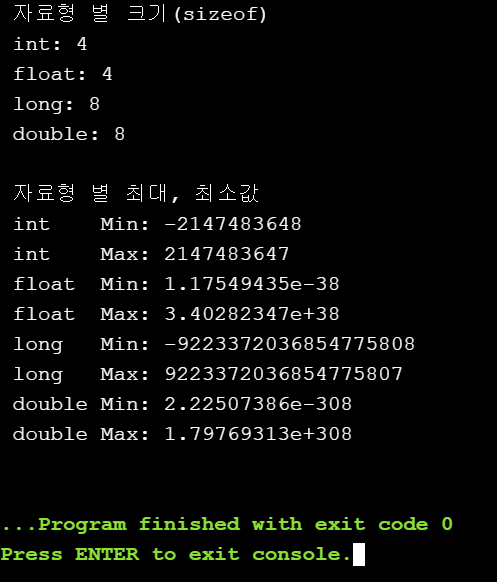 자료형 별 크기(sizeof)
int: 4
float: 4
long: 8
double: 8
자료형 별 최대, 최소값
int    Min: -2147483648
int    Max: 2147483647
float  Min: 1.17549435e-38
float  Max: 3.40282347e+38
long   Min: -9223372036854775808
long   Max: 9223372036854775807
double Min: 2.22507386e-308
double Max: 1.79769313e+308
...Program finished with exit code 0
Press ENTER to exit console.